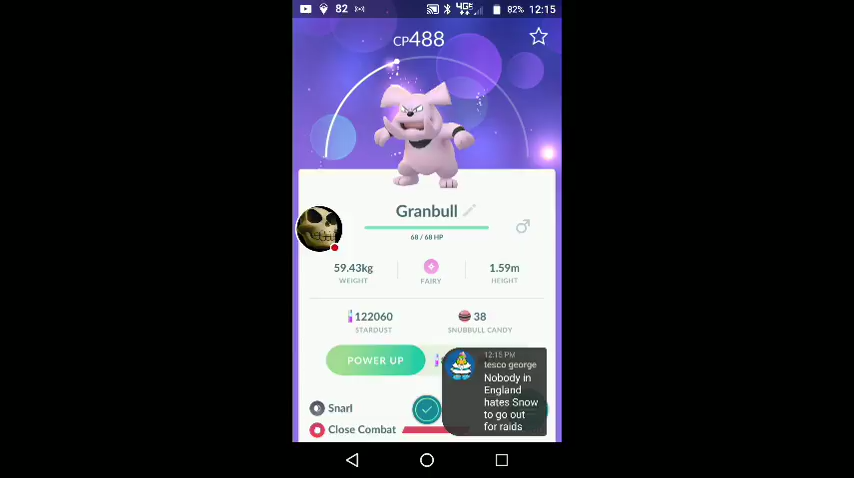 82 4GE 82% 12:15
CP488
Granbull
68 / 68 HP
59.43kg 1.59m
WEIGHT FAIRY HEIGHT
122060 38
STARDUST SNUBBULL CANDY
POWER UP
12:15 PM
tesco george
Nobody in
England
hates Snow
to go out
for raids
Snarl
Close Combat